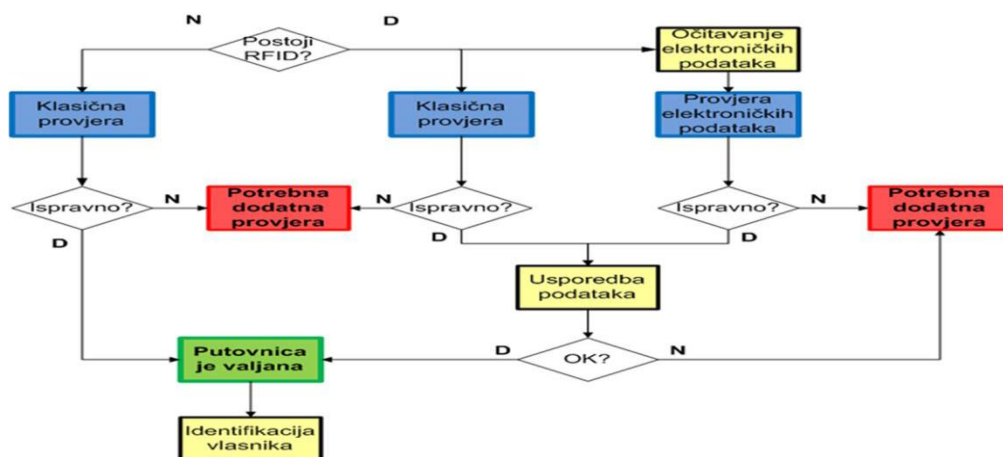 N
D
Postoji
RFID?
Očitavanje
elektroničkih
podataka
Klasična
provjera
Klasična
provjera
Provjera
elektroničkih
podataka
Ispravno?
N
Potrebna
dodatna
provjera
N
Ispravno?
Ispravno?
N
Potrebna
dodatna
provjera
D
D
D
Usporedba
podataka
Putovnica
je valjana
D
OK?
N
Identifikacija
vlasnika